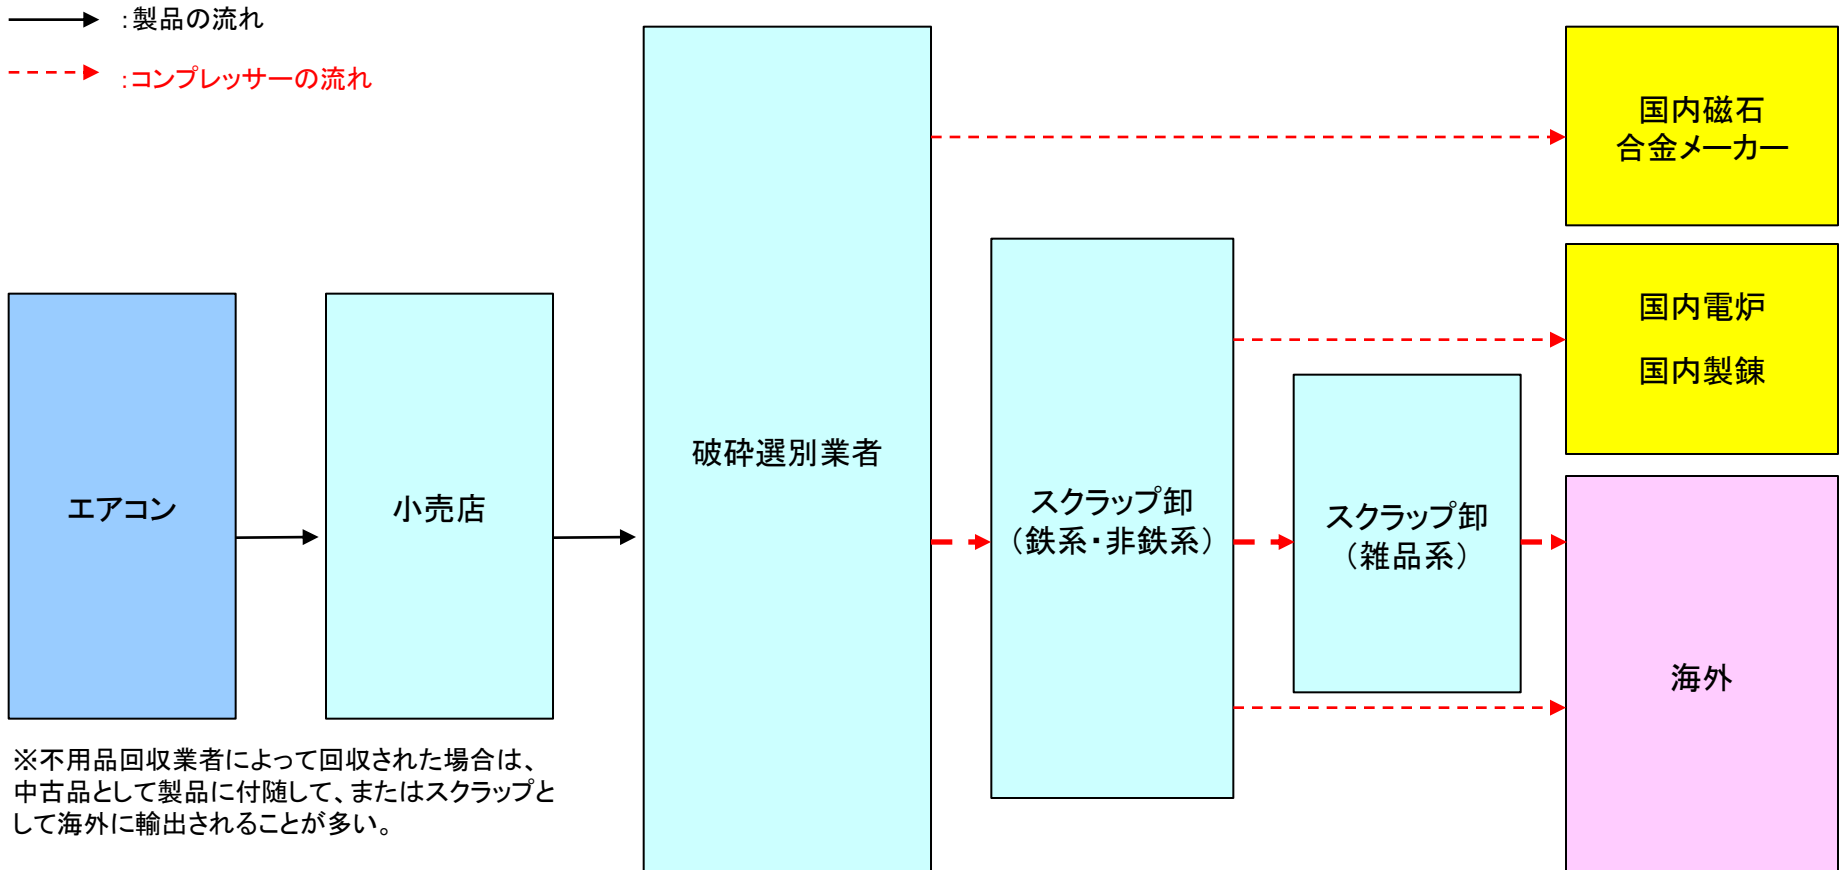 ：製品の流れ
：コンプレッサーの流れ
エアコン
小売店
破砕選別業者
スクラップ卸
（鉄系・非鉄系）
スクラップ卸
（雑品系）
国内磁石
合金メーカー
国内電炉
国内製錬
海外
※不用品回収業者によって回収された場合は、
中古品として製品に付随して、またはスクラップと
して海外に輸出されることが多い。